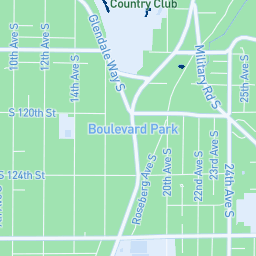 Country Club
Glendale Way S
Military Rd S
10th Ave S
12th Ave S
14th Ave S
25th Ave S
S 120th St
Boulevard Park
S 124th St
Roseberg Ave S
20th Ave S
22nd Ave S
23rd Ave S
24th Ave S